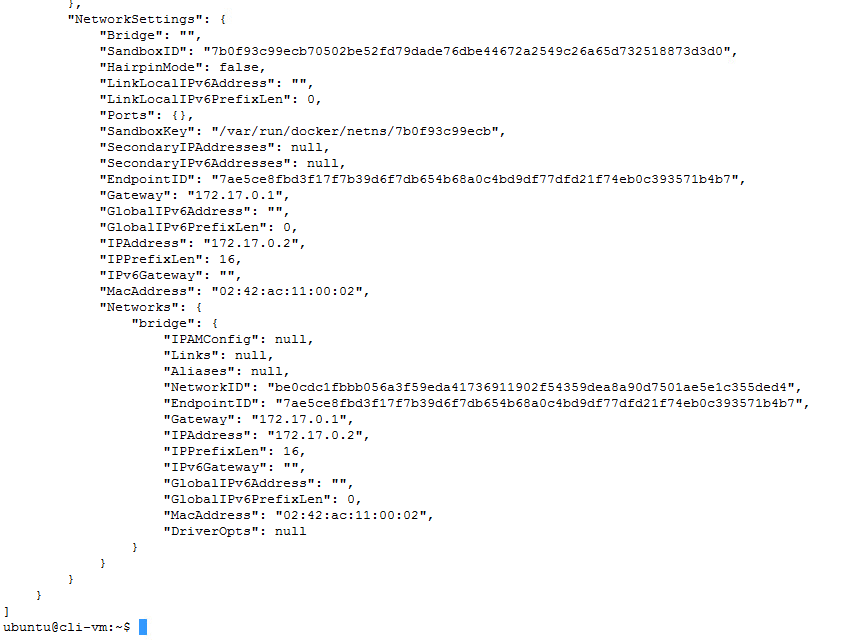 },
"NetworkSettings": {
"Bridge": "",
"SandboxID": "7b0f93c99ecb70502be52fd79dade76dbe44672a2549c26a65d732518873d3d0",
"HairpinMode": false,
"LinkLocalIPv6Address": "",
"LinkLocalIPv6PrefixLen": 0,
"Ports": {},
"SandboxKey": "/var/run/docker/netns/7b0f93c99ecb",
"SecondaryIPAddresses": null,
"SecondaryIPv6Addresses": null,
"EndpointID": "7ae5ce8fbd3f17f7b39d6f7db654b68a0c4bd9df77dfd21f74eb0c393571b4b7",
"Gateway": "172.17.0.1",
"GlobalIPv6Address": "",
"GlobalIPv6PrefixLen": 0,
"IPAddress": "172.17.0.2",
"IPPrefixLen": 16,
"IPv6Gateway": "",
"MacAddress": "02:42:ac:11:00:02",
"Networks": {
"bridge": {
"IPAMConfig": null,
"Links": null,
"Aliases": null,
"NetworkID": "be0cdc1fbbb056a3f59eda41736911902f54359dea8a90d7501ae5e1c355ded4",
"EndpointID": "7ae5ce8fbd3f17f7b39d6f7db654b68a0c4bd9df77dfd21f74eb0c393571b4b7",
"Gateway": "172.17.0.1",
"IPAddress": "172.17.0.2",
"IPPrefixLen": 16,
"IPv6Gateway": "",
"GlobalIPv6Address": "",
"GlobalIPv6PrefixLen": 0,
"MacAddress": "02:42:ac:11:00:02",
"DriverOpts": null
}
}
}
}
]
ubuntu@cli-vm:~$